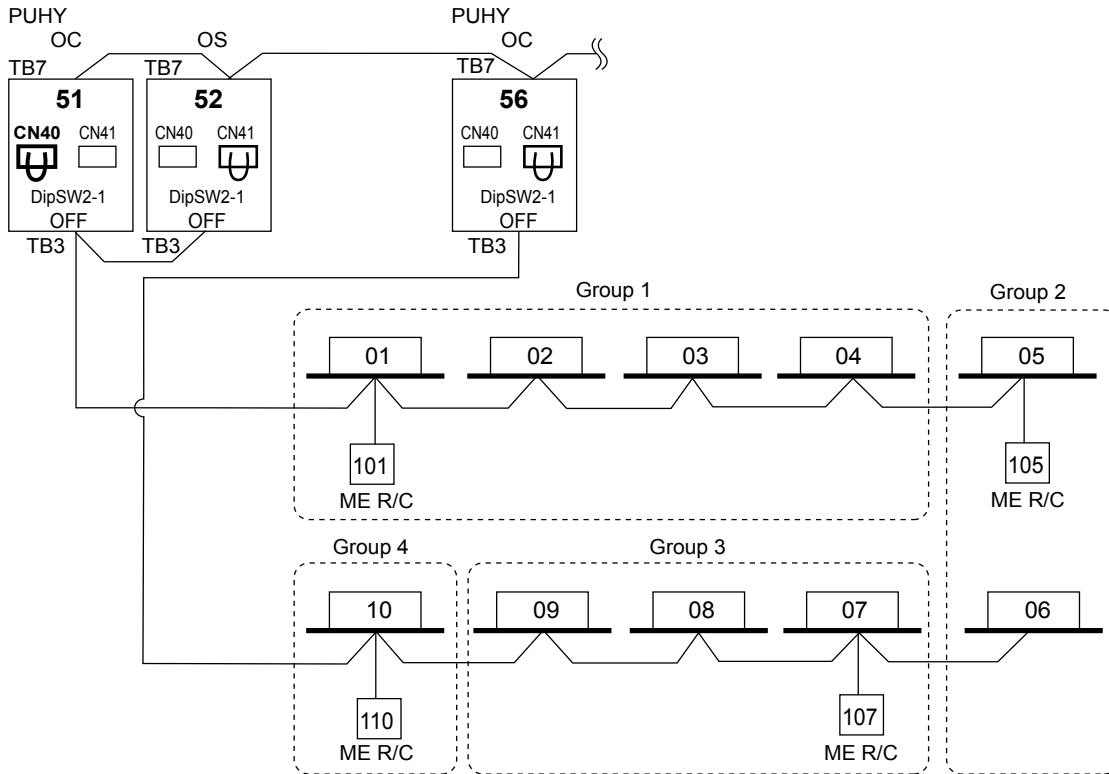 PUHY
PUHY
OC
OS
OC
TB7
TB7
TB7
51
52
56
CN40
CN41
CN40
CN41
CN40
CN41
DipSW2-1
OFF
DipSW2-1
OFF
DipSW2-1
OFF
TB3
TB3
TB3
Group 1
Group 2
01
02
03
04
05
101
ME R/C
105
ME R/C
Group 4
Group 3
10
09
08
07
06
110
ME R/C
107
ME R/C